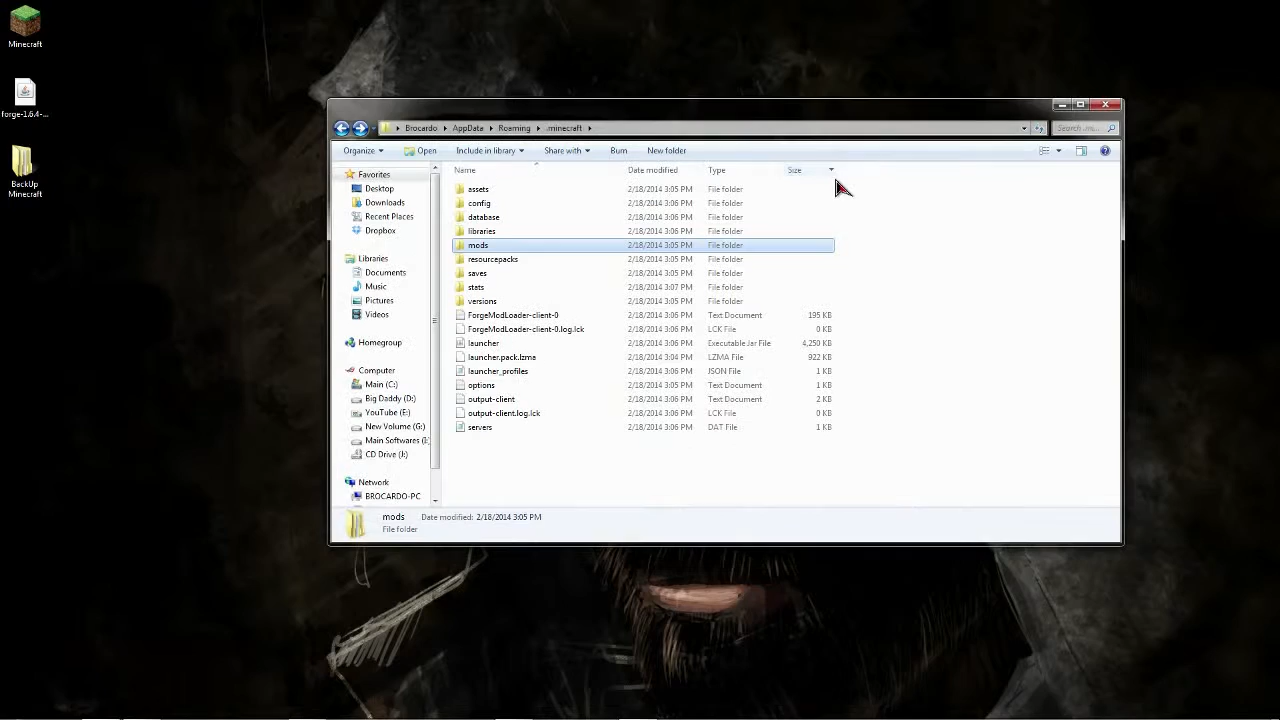 Minecraft
forge-1.6.4-...
BackUp
Minecraft
Brocardo AppData Roaming .minecraft
Organize Open Include in library Share with Burn New folder
Name Date modified Type Size
Favorites
Desktop
Downloads
Recent Places
Dropbox
Libraries
Documents
Music
Pictures
Videos
Homegroup
Computer
Main (C:)
Big Daddy (D:)
YouTube (E:)
New Volume (G:)
Main Softwares
CD Drive (J:)
Network
BROCARDO-PC
assets 2/18/2014 3:05 PM File folder
config 2/18/2014 3:06 PM File folder
database 2/18/2014 3:06 PM File folder
libraries 2/18/2014 3:06 PM File folder
mods 2/18/2014 3:05 PM File folder
resourcepacks 2/18/2014 3:06 PM File folder
saves 2/18/2014 3:05 PM File folder
stats 2/18/2014 3:07 PM File folder
versions 2/18/2014 3:05 PM File folder
ForgeModLoader-client-0 2/18/2014 3:06 PM Text Document 195 KB
ForgeModLoader-client-0.log.lck 2/18/2014 3:06 PM LCK File 0 KB
launcher 2/18/2014 3:06 PM Executable Jar File 4,250 KB
launcher.pack.lzma 2/18/2014 3:04 PM LZMA File 922 KB
launcher_profiles 2/18/2014 3:06 PM JSON File 1 KB
options 2/18/2014 3:05 PM Text Document 1 KB
output-client 2/18/2014 3:06 PM Text Document 2 KB
output-client.log.lck 2/18/2014 3:06 PM LCK File 0 KB
servers 2/18/2014 3:06 PM DAT File 1 KB
mods Date modified: 2/18/2014 3:05 PM
File folder